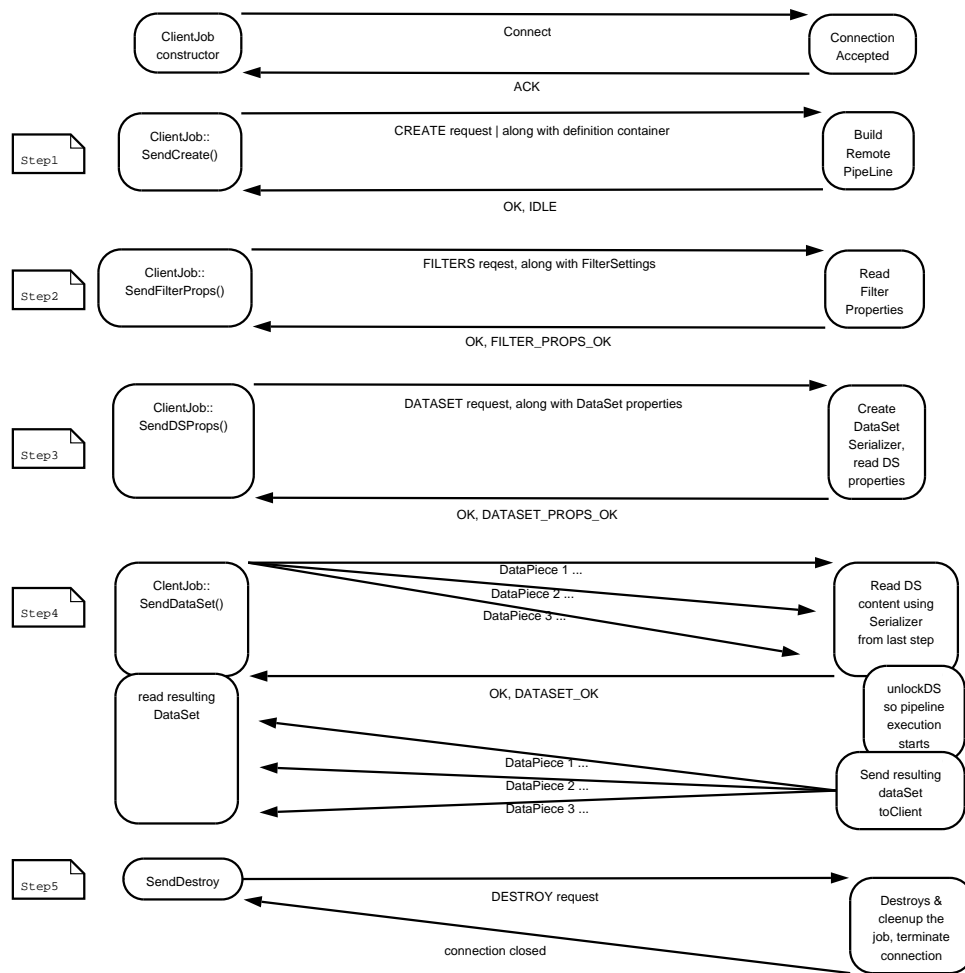 ClientJob
constructor
Connect
Connection
Accepted
ACK
Step1
ClientJob::
SendCreate()
CREATE request | along with definition container
Build
Remote
PipeLine
OK, IDLE
Step2
ClientJob::
SendFilterProps()
FILTERS reqest, along with FilterSettings
Read
Filter
Properties
OK, FILTER_PROPS_OK
Step3
ClientJob::
SendDSProps()
DATASET request, along with DataSet properties
Create
DataSet
Serializer,
read DS
properties
OK, DATASET_PROPS_OK
Step4
ClentJob::
SendDataSet()
DataPiece 1 ...
DataPiece 2 ...
DataPiece 3 ...
Read DS
content using
Serializer
from last step
OK, DATASET_OK
read resulting
DataSet
unlockDS
so pipeline
execution
starts
DataPiece 1 ...
DataPiece 2 ...
DataPiece 3 ...
Send resulting
dataSet
toClient
Step5
SendDestroy
DESTROY request
Destroys &
cleenup the
job, terminate
connection
connection closed